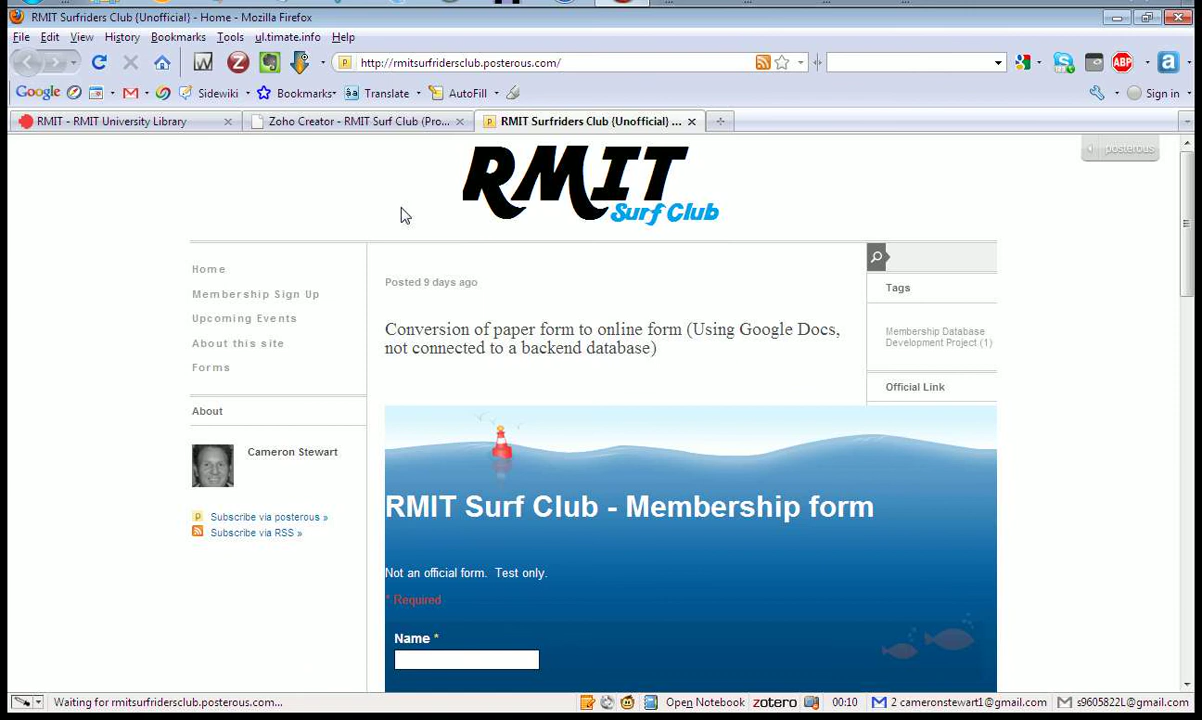 RMIT Surfriders Club {Unofficial} - Home - Mozilla Firefox
File Edit View History Bookmarks Tools ul.timate.info Help
http://rmitsurfridersclub.posterous.com/
ABP
Google Sidewiki Bookmarks Translate AutoFill Sign in
RMIT - RMIT University Library
Zoho Creator - RMIT Surf Club (Pro...
RMIT Surfriders Club {Unofficial} ...
posterous
RMIT
Surf Club
Home
Membership Sign Up
Upcoming Events
About this site
Forms
About
Cameron Stewart
Subscribe via posterous »
Subscribe via RSS »
Posted 9 days ago
Conversion of paper form to online form (Using Google Docs,
not connected to a backend database)
Tags
Membership Database
Development Project (1)
Official Link
RMIT Surf Club - Membership form
Not an official form. Test only.
* Required
Name *
Waiting for rmitsurfridersclub.posterous.com... Open Notebook zotero 00:10 2 cameronstewart1@gmail.com s9605822L@gmail.com